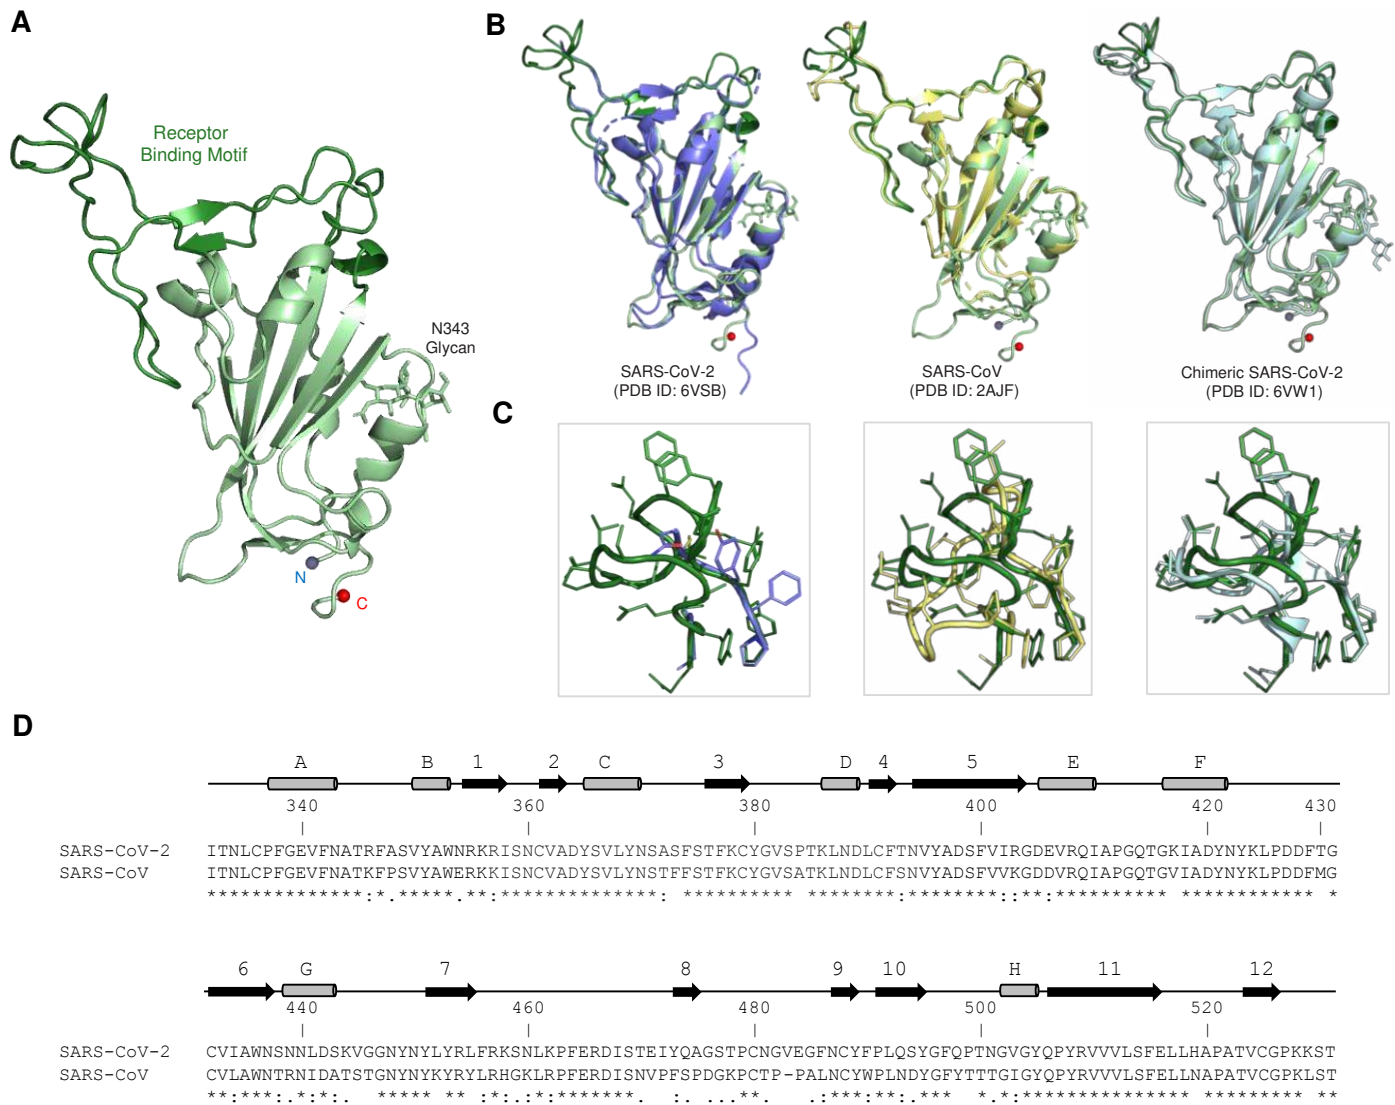 A
B
Receptor
Binding Motif
N343
Glycan
N
C
SARS-CoV-2
(PDB ID: 6VSB)
SARS-CoV
(PDB ID: 2AJF)
Chimeric SARS-CoV-2
(PDB ID: 6VW1)
C
D
A B 1 2 C 3 D 4 5 E F
340 360 380 400 420 431
| | | | | |
SARS-CoV-2 ITNLCPFGEVFNATRFASVYAWNRKRISNCVADYSVLYNSASFSTFKCYGVSPTKLNDLCFTNVYADSFVIRGDEVRQIAPGQTGKIADYNYKLPDDFTG
SARS-CoV ITNLCPFGEVFNATKFPSVYAWERKKISNCVADYSVLYNSTFFSTFKCYGVSATKLNDLCFSNVYADSFVVKGDDVRQIAPGQTGVIADYNYKLPDDFMG
**************:*.****.**:**************: ********** ********:********::**:********* ************ **
6 G 7 8 9 10 H 11 12
440 460 480 500 520
| | | | |
SARS-CoV-2 CVIAWNSNNLDSKVGGNYNYLYRLFRKSNLKPFERDISTEIYQAGSTPCNGVEGFNCYFPLQSYGFQPTNGVGYQPYRVVVLSFELLHAPATVCGPKKST
SARS-CoV CVLAWNTRNIDATSTGNYNYKYRYLRHGKLRPFERDISNVPFSPDGKPCTP-PALNCYWPLNDYGFYTTTGIGYQPYRVVVLSFELLNAPATVCGPKLST
**:***:.*:*:. ***** ** :*:.:*:*******. :. ...**. .:***:**:.*** .*.*:***************:********* **